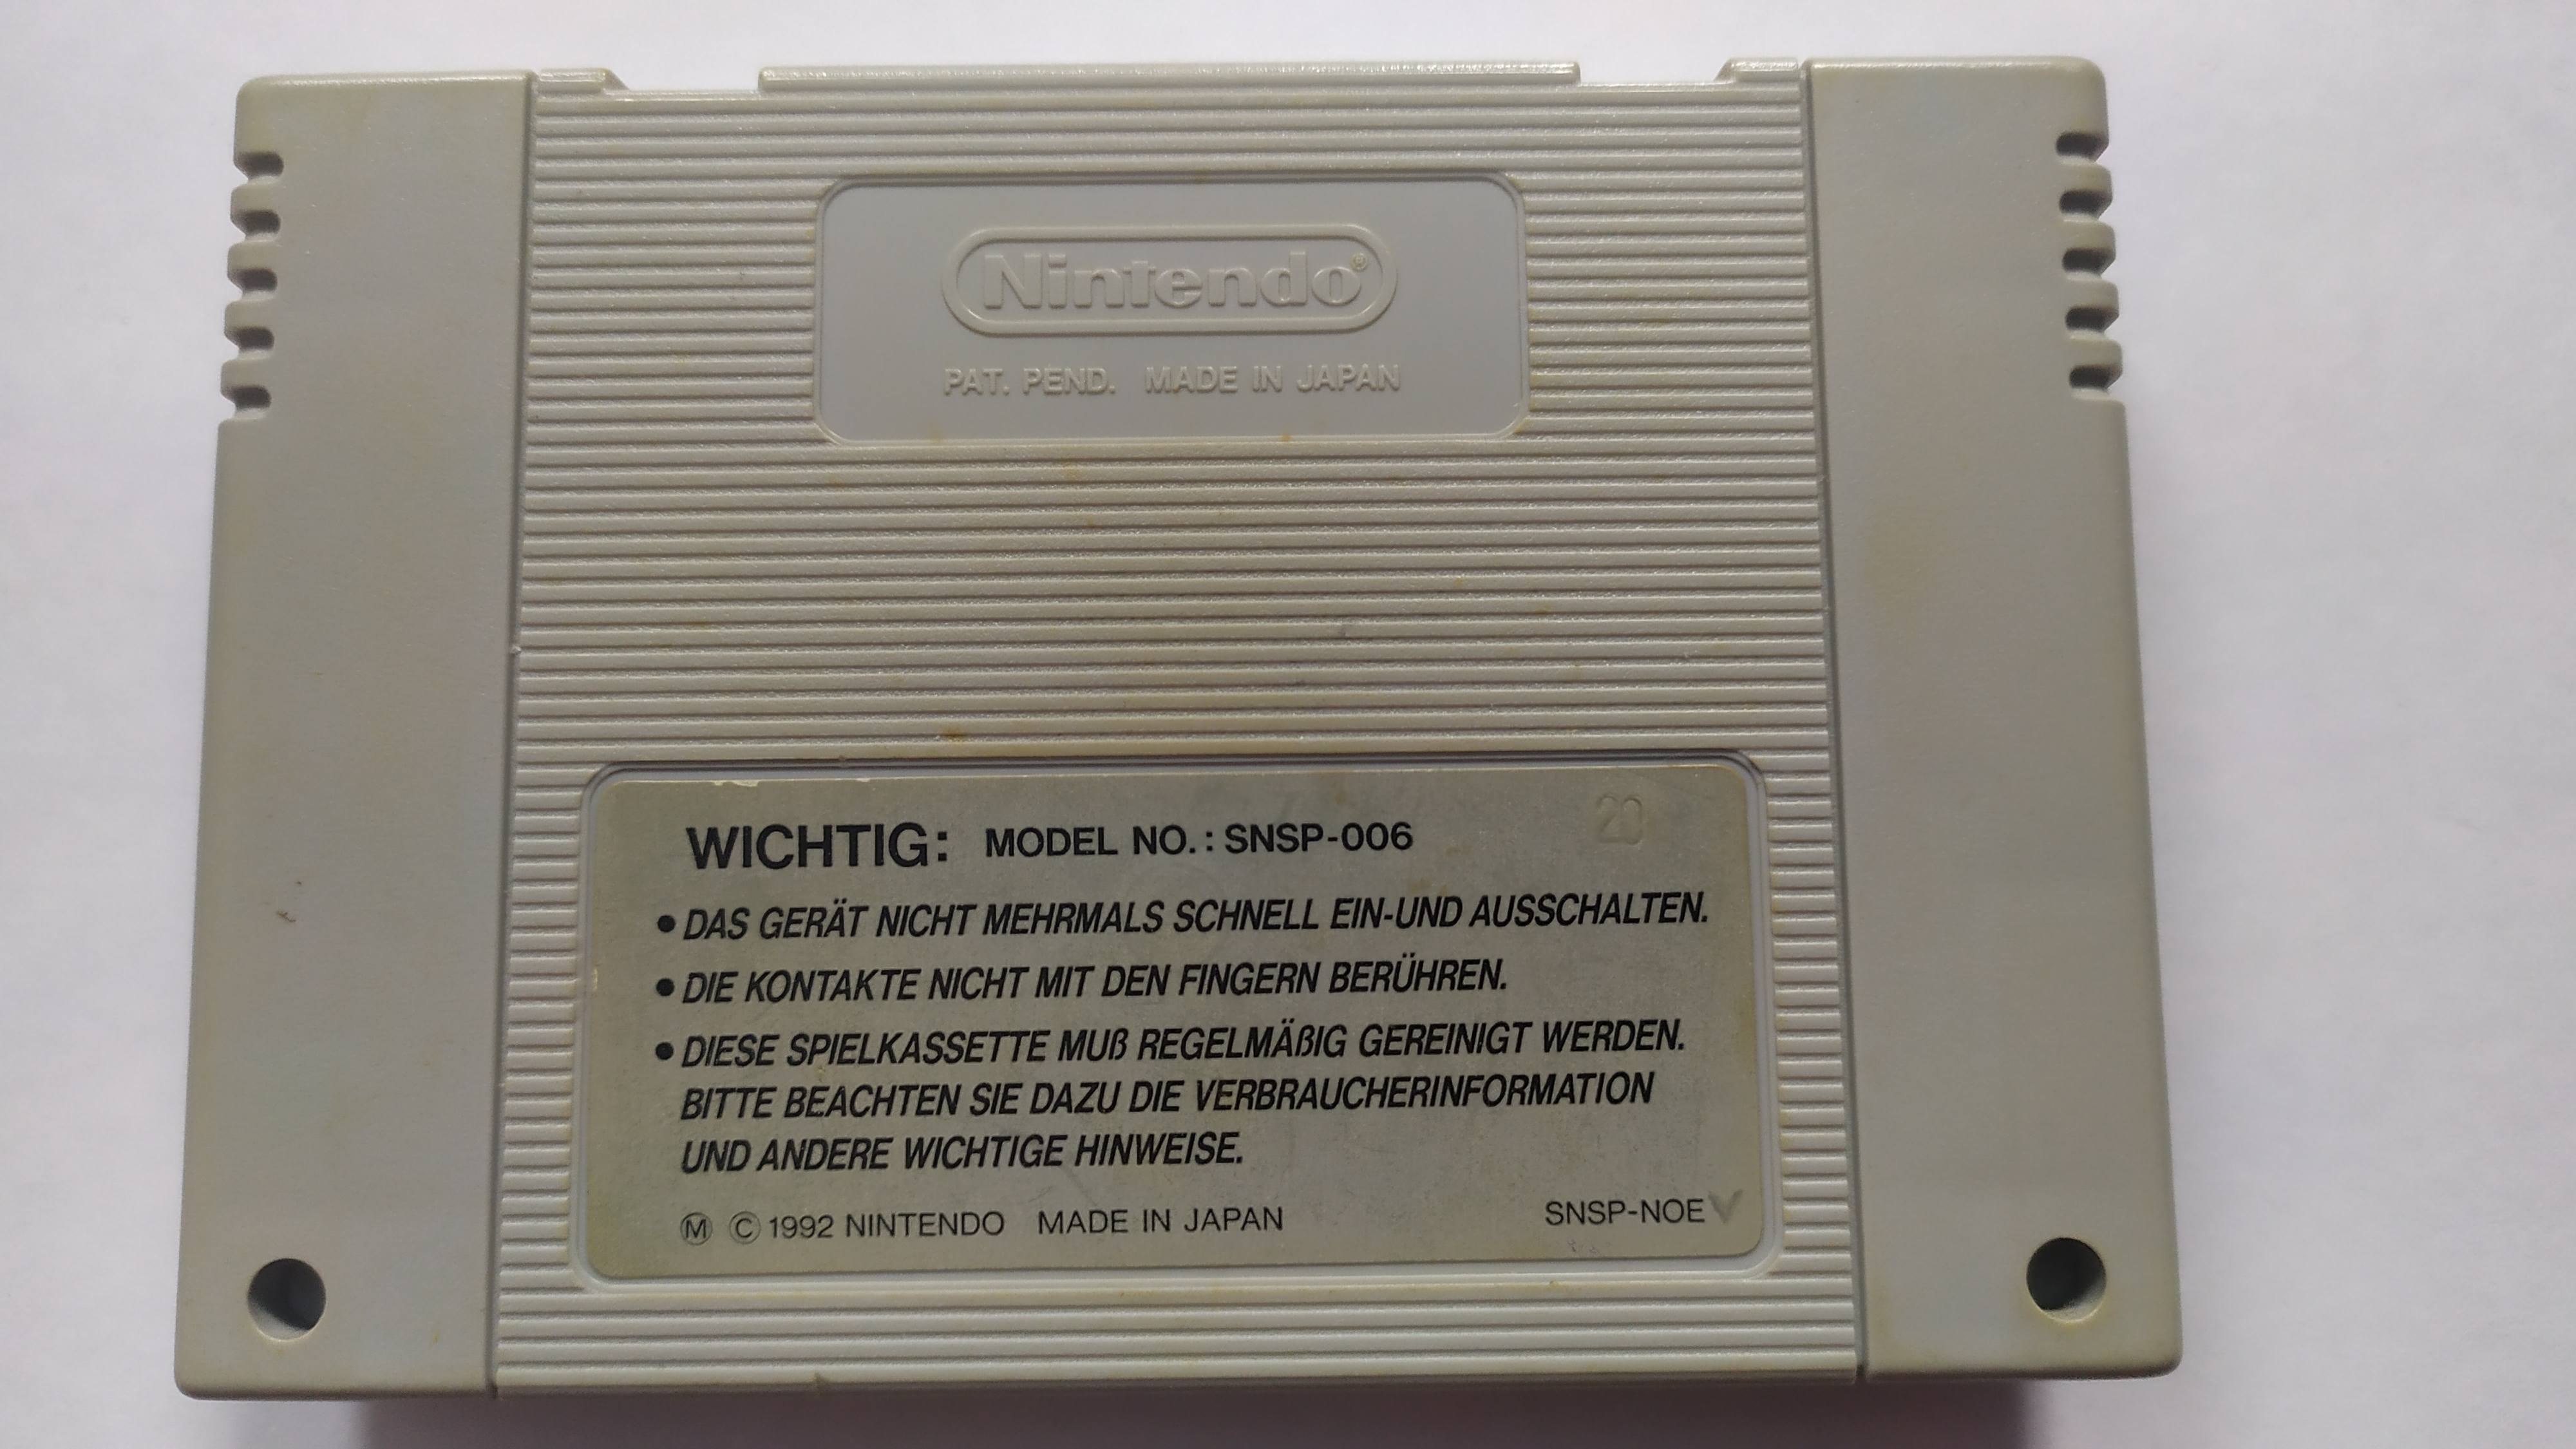 Nintendo®
PAT. PEND. MADE IN JAPAN
20
WICHTIG: MODEL NO.: SNSP-006
• DAS GERÄT NICHT MEHRMALS SCHNELL EIN-UND AUSSCHALTEN.
• DIE KONTAKTE NICHT MIT DEN FINGERN BERÜHREN.
• DIESE SPIELKASSETTE MUß REGELMÄßIG GEREINIGT WERDEN.
BITTE BEACHTEN SIE DAZU DIE VERBRAUCHERINFORMATION
UND ANDERE WICHTIGE HINWEISE.
Ⓜ © 1992 NINTENDO MADE IN JAPAN SNSP-NOE